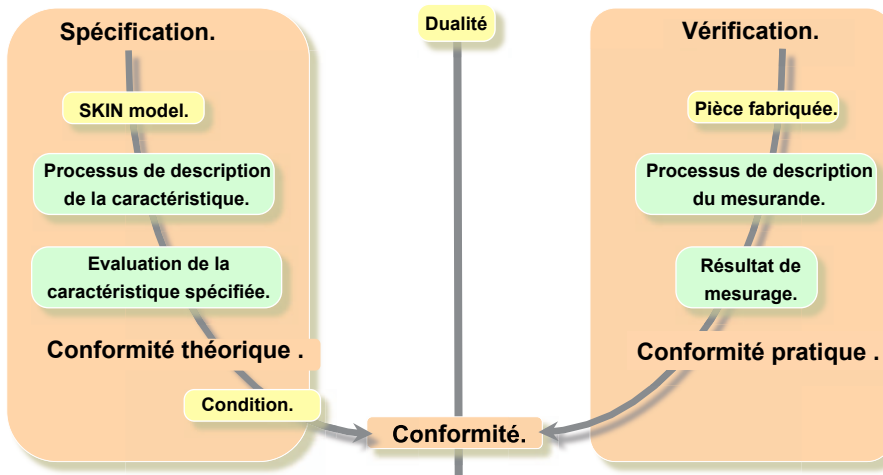 Spécification.
SKIN model.
Processus de description
de la caractéristique.
Evaluation de la
caractéristique spécifiée.
Conformité théorique .
Condition.
Dualité
Conformité.
Vérification.
Pièce fabriquée.
Processus de description
du mesurande.
Résultat de
mesurage.
Conformité pratique .